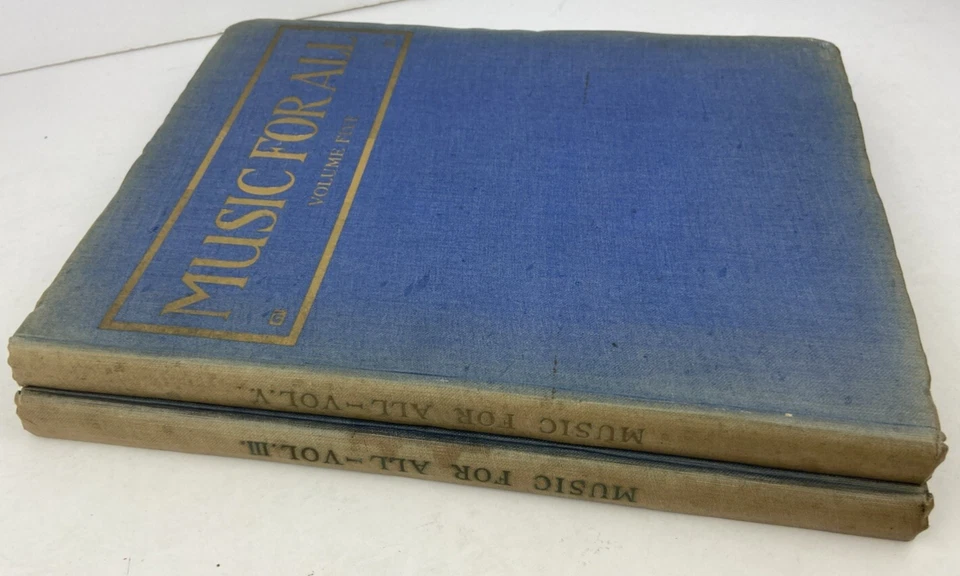 MUSIC FOR ALL
VOLUME FIVE
MUSIC FOR ALL—VOL.V.
MUSIC FOR ALL—VOL.III.